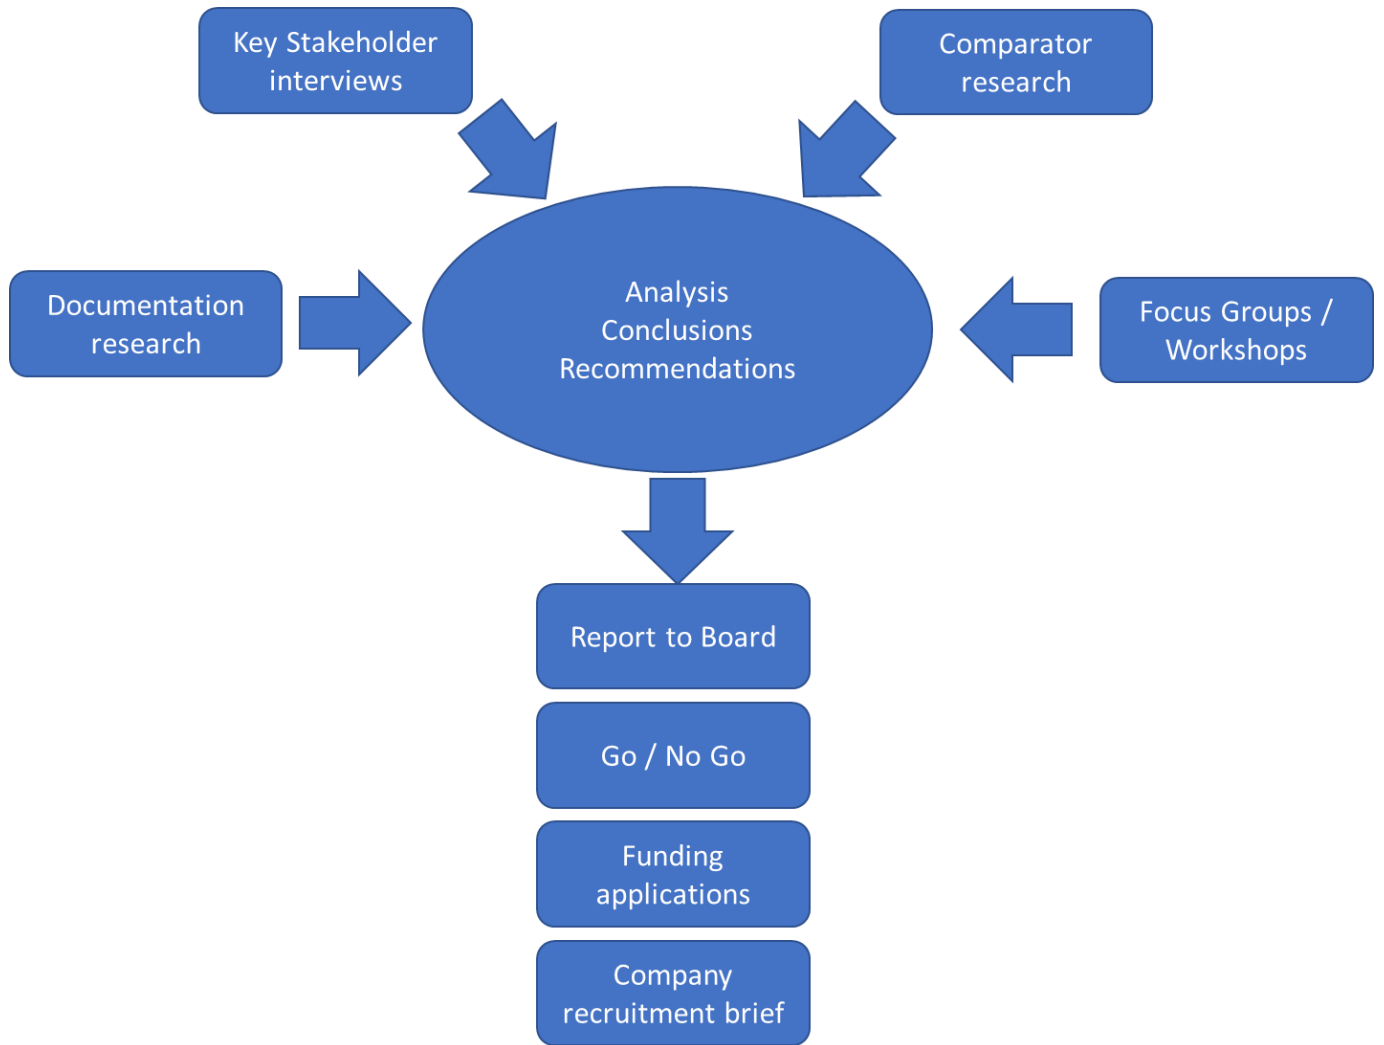 Key Stakeholder
interviews
Comparator
research
Documentation
research
Analysis
Conclusions
Recommendations
Focus Groups /
Workshops
Report to Board
Go / No Go
Funding
applications
Company
recruitment brief